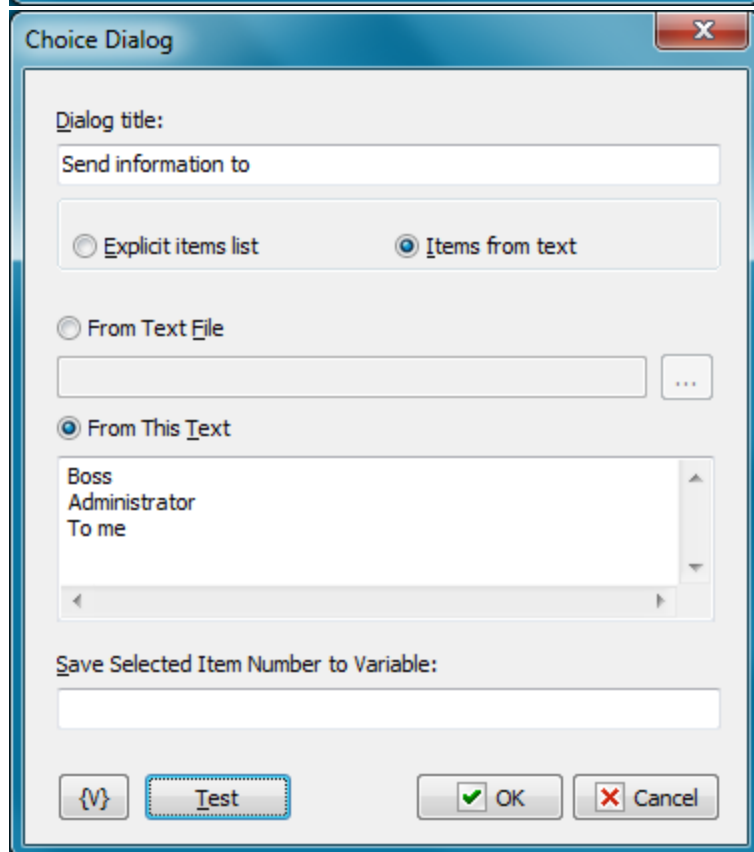 Choice Dialog
Dialog title:
Send information to
Explicit items list Items from text
From Text File
...
From This Text
Boss
Administrator
To me
Save Selected Item Number to Variable:
{V} Test OK Cancel